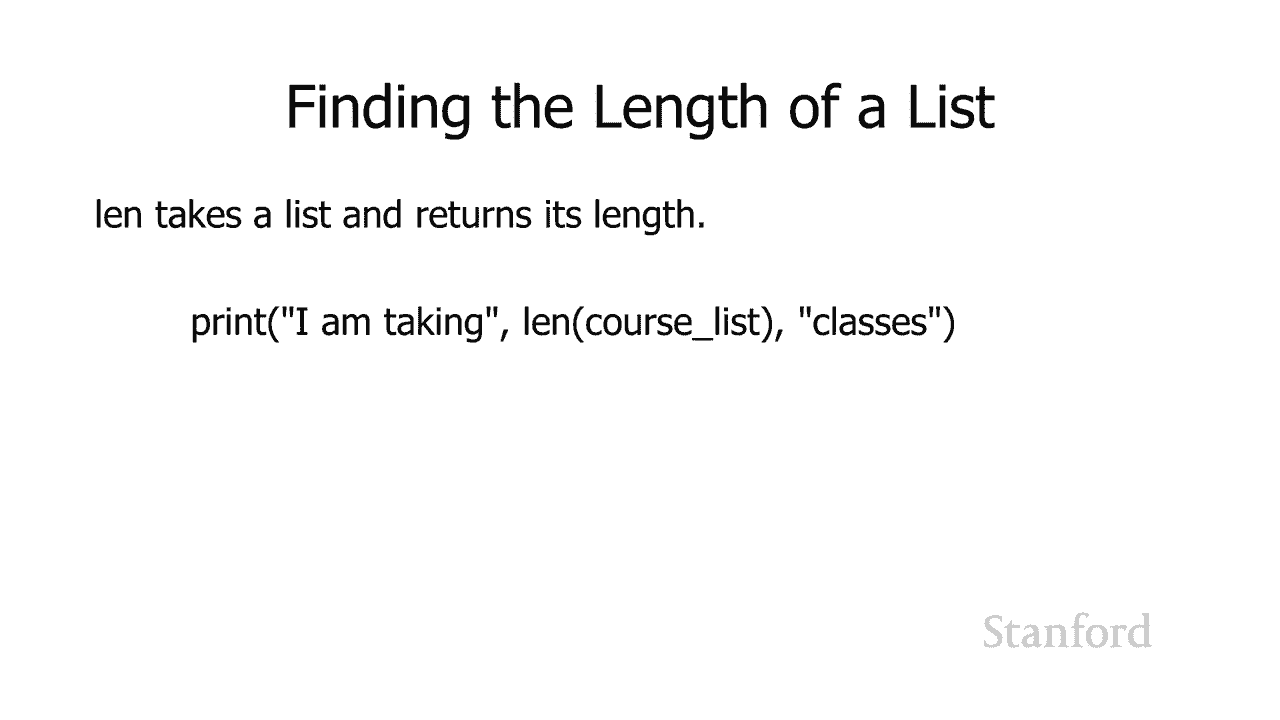 Finding the Length of a List
len takes a list and returns its length.
print("I am taking", len(course_list), "classes")
Stanford